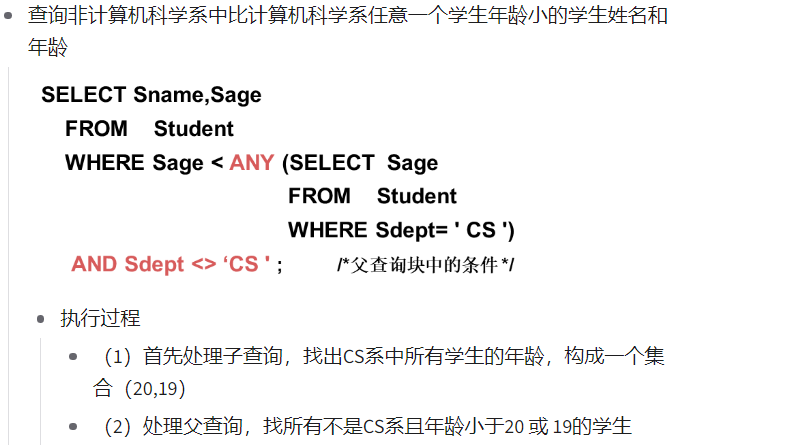 查询非计算机科学系中比计算机科学系任意一个学生年龄小的学生姓名和
年龄
SELECT Sname,Sage
FROM Student
WHERE Sage < ANY (SELECT Sage
FROM Student
WHERE Sdept= ' CS ')
AND Sdept <> ‘CS ' ; /*父查询块中的条件*/
执行过程
（1）首先处理子查询，找出CS系中所有学生的年龄，构成一个集
合（20,19）
（2）处理父查询，找所有不是CS系且年龄小于20 或 19的学生